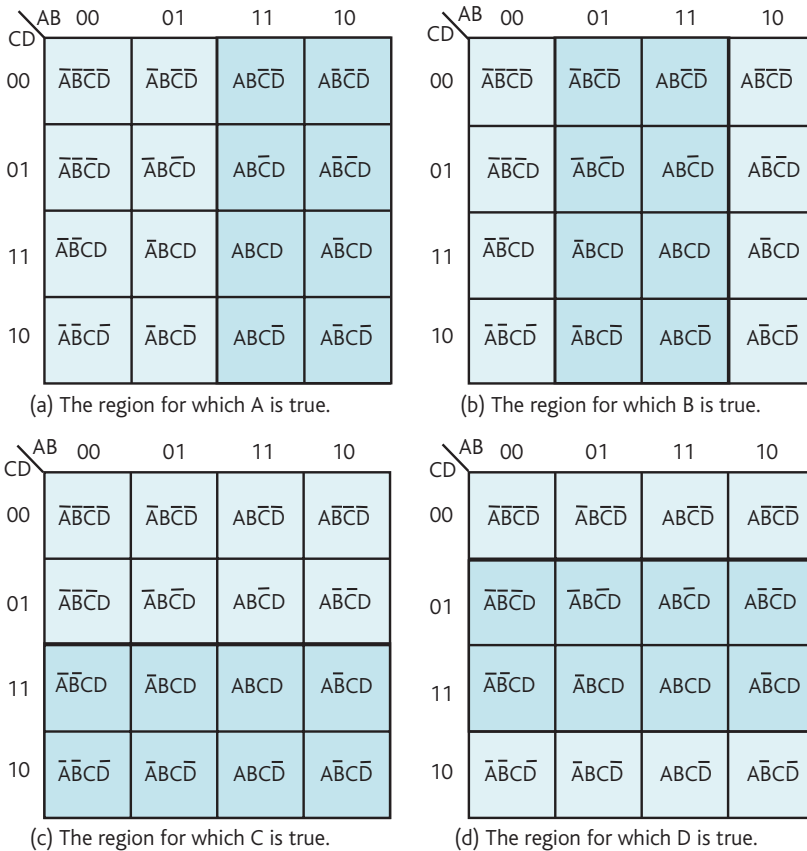 AB 00 01 11 10
CD
00 A̅B̅C̅D̅ A̅BC̅D̅ ABC̅D̅ AB̅C̅D̅
01 A̅B̅C̅D A̅BC̅D ABC̅D AB̅C̅D
11 A̅B̅CD A̅BCD ABCD AB̅CD
10 A̅B̅CD̅ A̅BCD̅ ABCD̅ AB̅CD̅
(a) The region for which A is true.
AB 00 01 11 10
CD
00 A̅B̅C̅D̅ A̅BC̅D̅ ABC̅D̅ AB̅C̅D̅
01 A̅B̅C̅D A̅BC̅D ABC̅D AB̅C̅D
11 A̅B̅CD A̅BCD ABCD AB̅CD
10 A̅B̅CD̅ A̅BCD̅ ABCD̅ AB̅CD̅
(b) The region for which B is true.
AB 00 01 11 10
CD
00 A̅B̅C̅D̅ A̅BC̅D̅ ABC̅D̅ AB̅C̅D̅
01 A̅B̅C̅D A̅BC̅D ABC̅D AB̅C̅D
11 A̅B̅CD A̅BCD ABCD AB̅CD
10 A̅B̅CD̅ A̅BCD̅ ABCD̅ AB̅CD̅
(c) The region for which C is true.
AB 00 01 11 10
CD
00 A̅B̅C̅D̅ A̅BC̅D̅ ABC̅D̅ AB̅C̅D̅
01 A̅B̅C̅D A̅BC̅D ABC̅D AB̅C̅D
11 A̅B̅CD A̅BCD ABCD AB̅CD
10 A̅B̅CD̅ A̅BCD̅ ABCD̅ AB̅CD̅
(d) The region for which D is true.